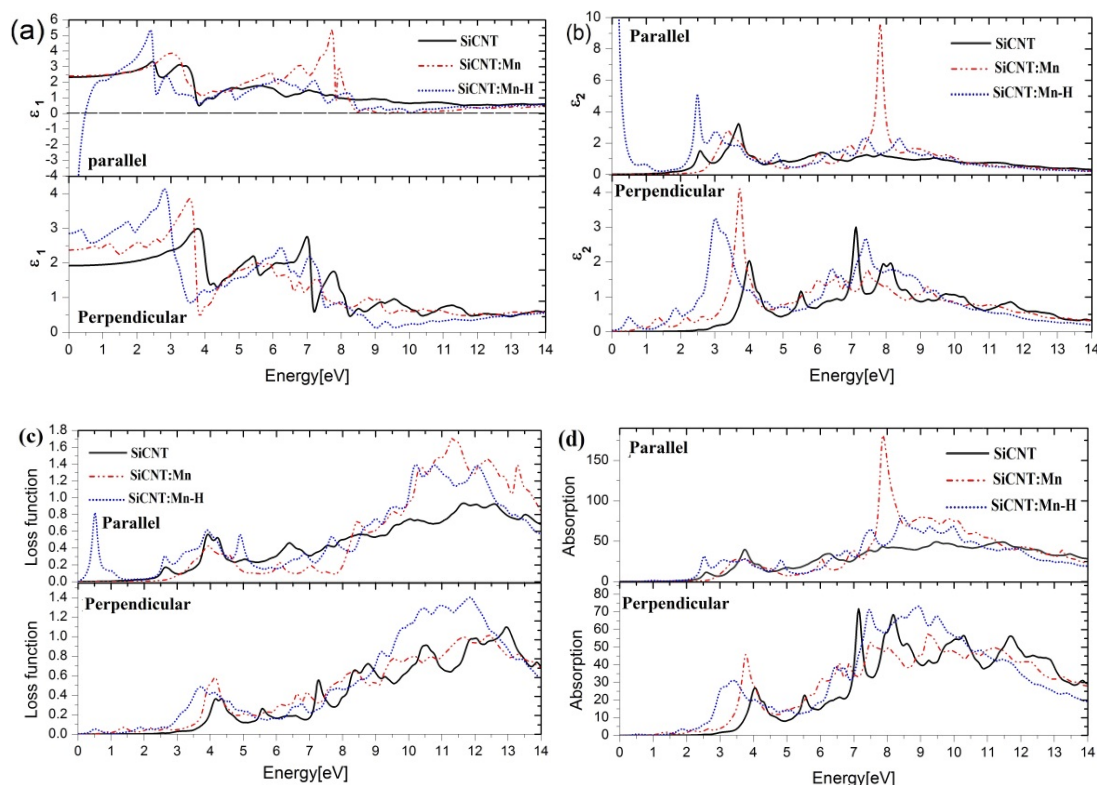 (a)
ε1
6
5
4
3
2
1
0
1
2
3
4
SiCNT
SiCNT:Mn
SiCNT:Mn-H
parallel
ε1
4
3
2
1
0
Perpendicular
0 1 2 3 4 5 6 7 8 9 10 11 12 13 14
Energy[eV]
(b)
ε2
10
8
6
4
2
0
Parallel
SiCNT
SiCNT:Mn
SiCNT:Mn-H
ε2
4
3
2
1
0
Perpendicular
0 1 2 3 4 5 6 7 8 9 10 11 12 13 14
Energy[eV]
(c)
Loss function
1.8
1.6
1.4
1.2
1.0
0.8
0.6
0.4
0.2
0.0
SiCNT
SiCNT:Mn
SiCNT:Mn-H
Parallel
Loss function
1.4
1.2
1.0
0.8
0.6
0.4
0.2
0.0
Perpendicular
0 1 2 3 4 5 6 7 8 9 10 11 12 13 14
Energy[eV]
(d)
Absorption
150
100
50
0
Parallel
SiCNT
SiCNT:Mn
SiCNT:Mn-H
Absorption
80
70
60
50
40
30
20
10
0
Perpendicular
0 1 2 3 4 5 6 7 8 9 10 11 12 13 14
Energy[eV]